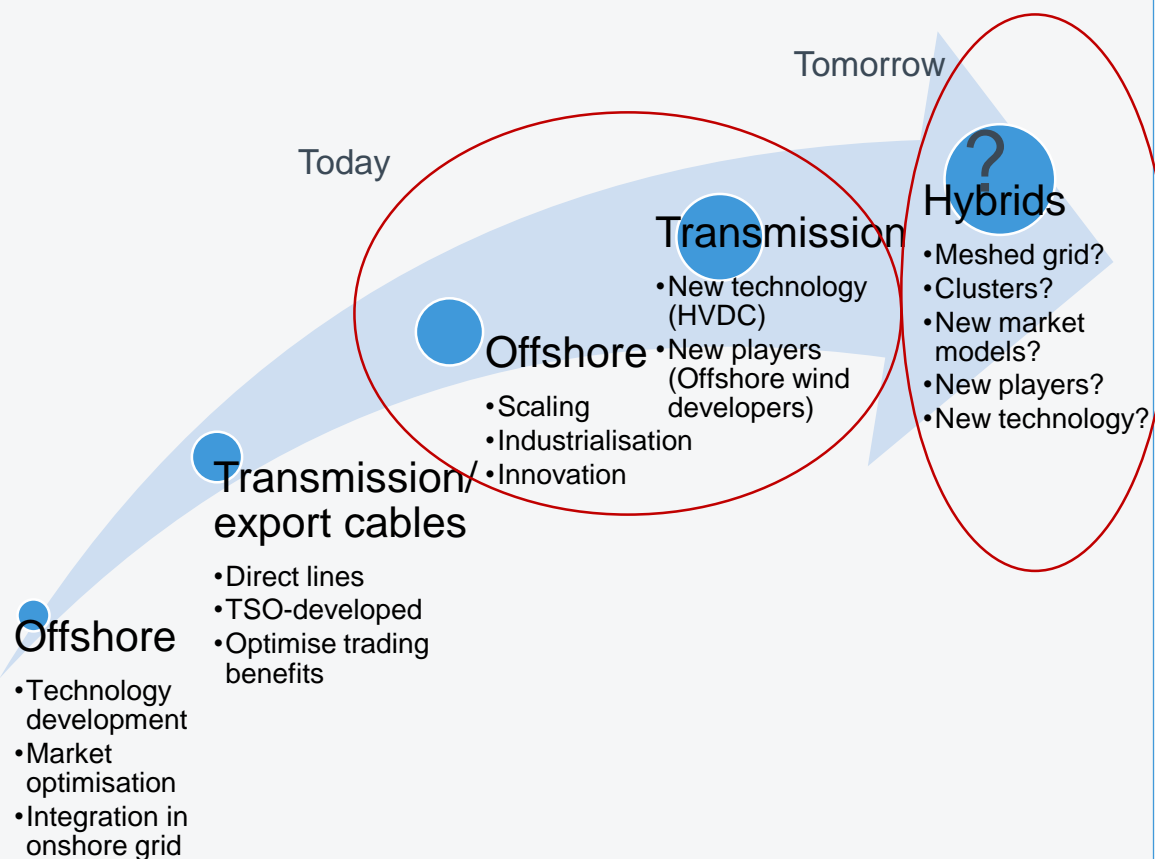 Tomorrow
Today
?
Hybrids
•Meshed grid?
•Clusters?
•New market
models?
•New players?
•New technology?
Transmission
•New technology
(HVDC)
•New players
(Offshore wind
developers)
Offshore
•Scaling
•Industrialisation
•Innovation
Transmission/
export cables
•Direct lines
•TSO-developed
•Optimise trading
benefits
Offshore
•Technology
development
•Market
optimisation
•Integration in
onshore grid